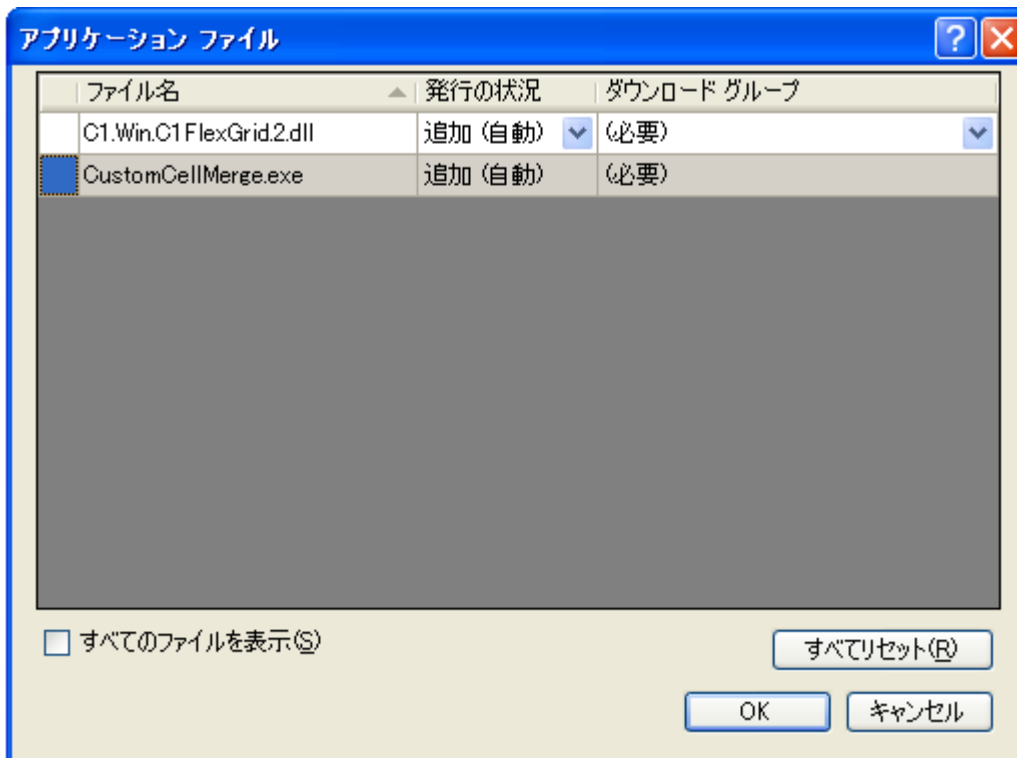 アプリケーション ファイル
ファイル名 発行の状況 ダウンロード グループ
C1.Win.C1FlexGrid.2.dll 追加 (自動) (必要)
CustomCellMerge.exe 追加 (自動) (必要)
すべてのファイルを表示(S)
すべてリセット(R)
OK キャンセル